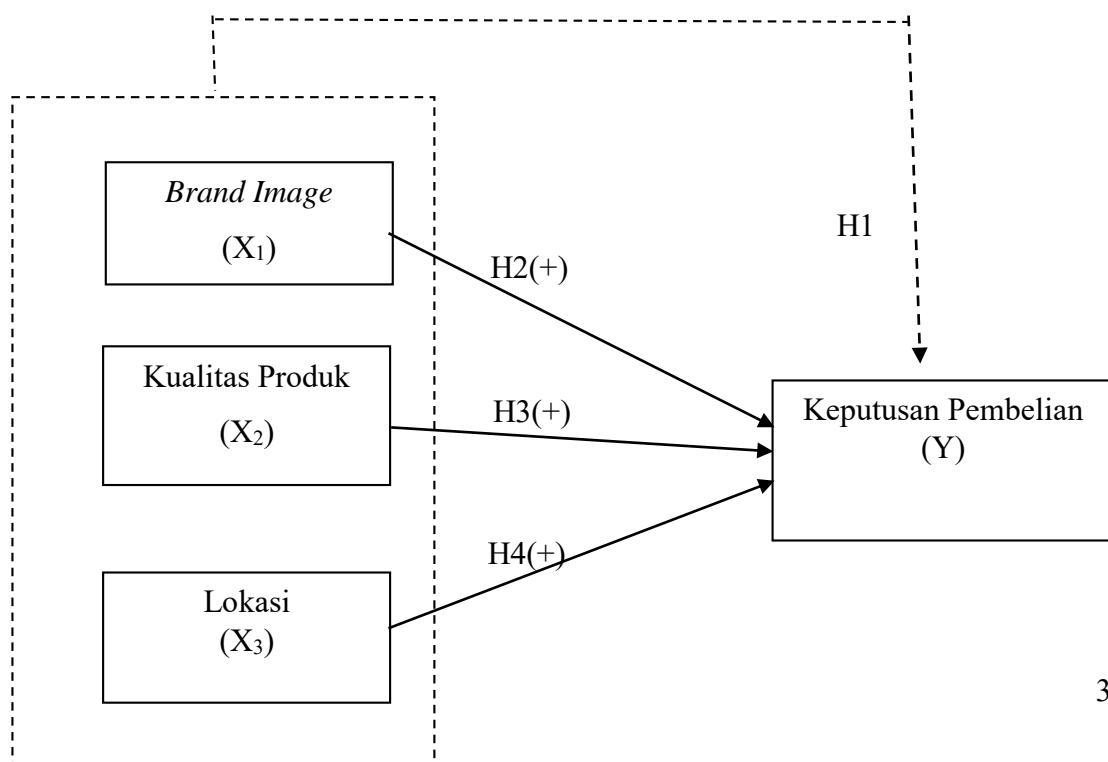 Brand Image
(X₁)
H1
H2(+)
Kualitas Produk
(X₂)
H3(+)
Keputusan Pembelian
(Y)
H4(+)
Lokasi
(X₃)
3